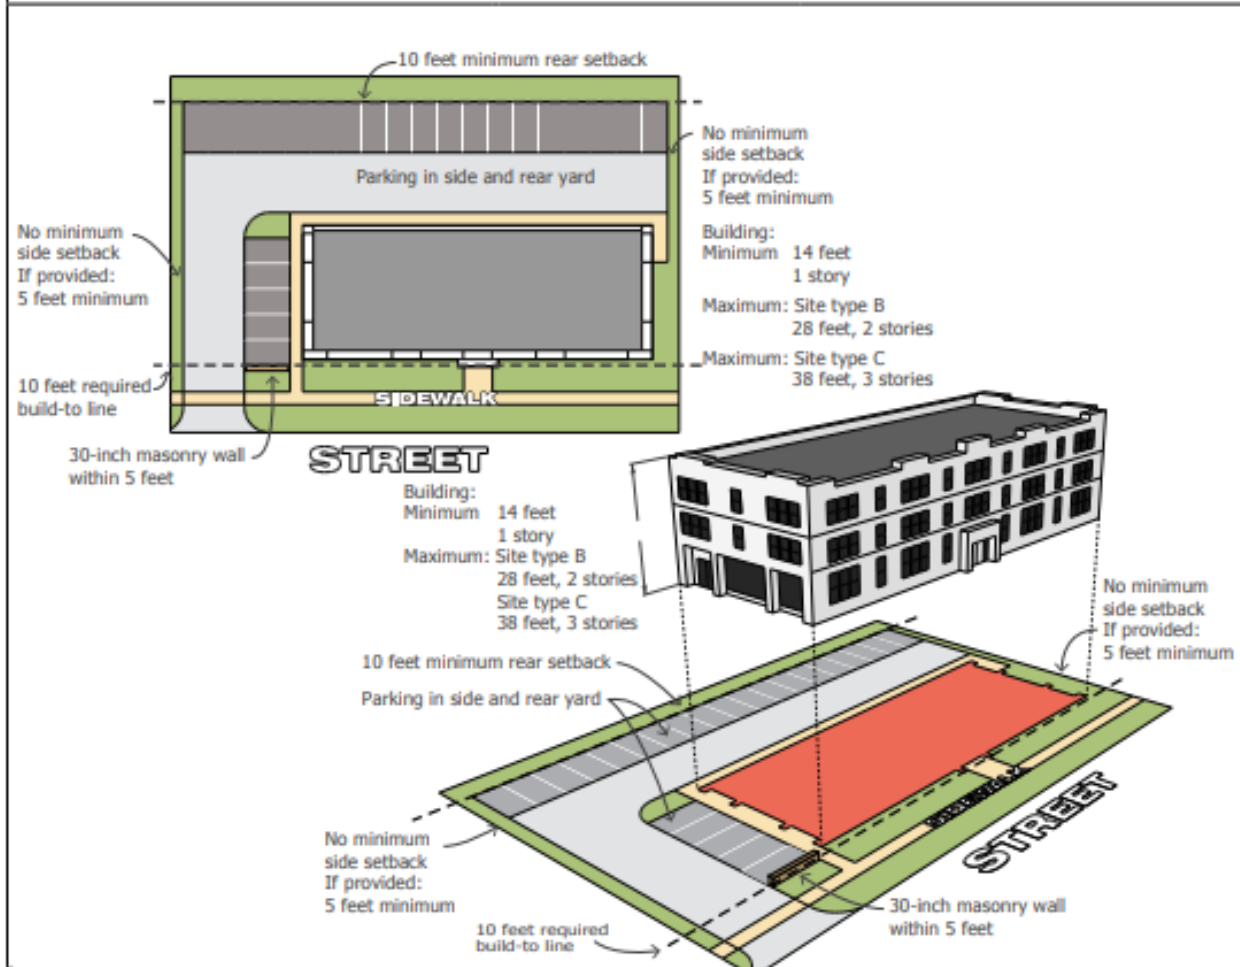 10 feet minimum rear setback
No minimum
side setback
If provided:
5 feet minimum
Parking in side and rear yard
No minimum
side setback
If provided:
5 feet minimum
Building:
Minimum 14 feet
1 story
Maximum: Site type B
28 feet, 2 stories
Maximum: Site type C
38 feet, 3 stories
10 feet required
build-to line
SIDEWALK
30-inch masonry wall
within 5 feet
STREET
Building:
Minimum 14 feet
1 story
Maximum: Site type B
28 feet, 2 stories
Site type C
38 feet, 3 stories
No minimum
side setback
If provided:
5 feet minimum
10 feet minimum rear setback
Parking in side and rear yard
SIDEWALK
STREET
No minimum
side setback
If provided:
5 feet minimum
30-inch masonry wall
within 5 feet
10 feet required
build-to line